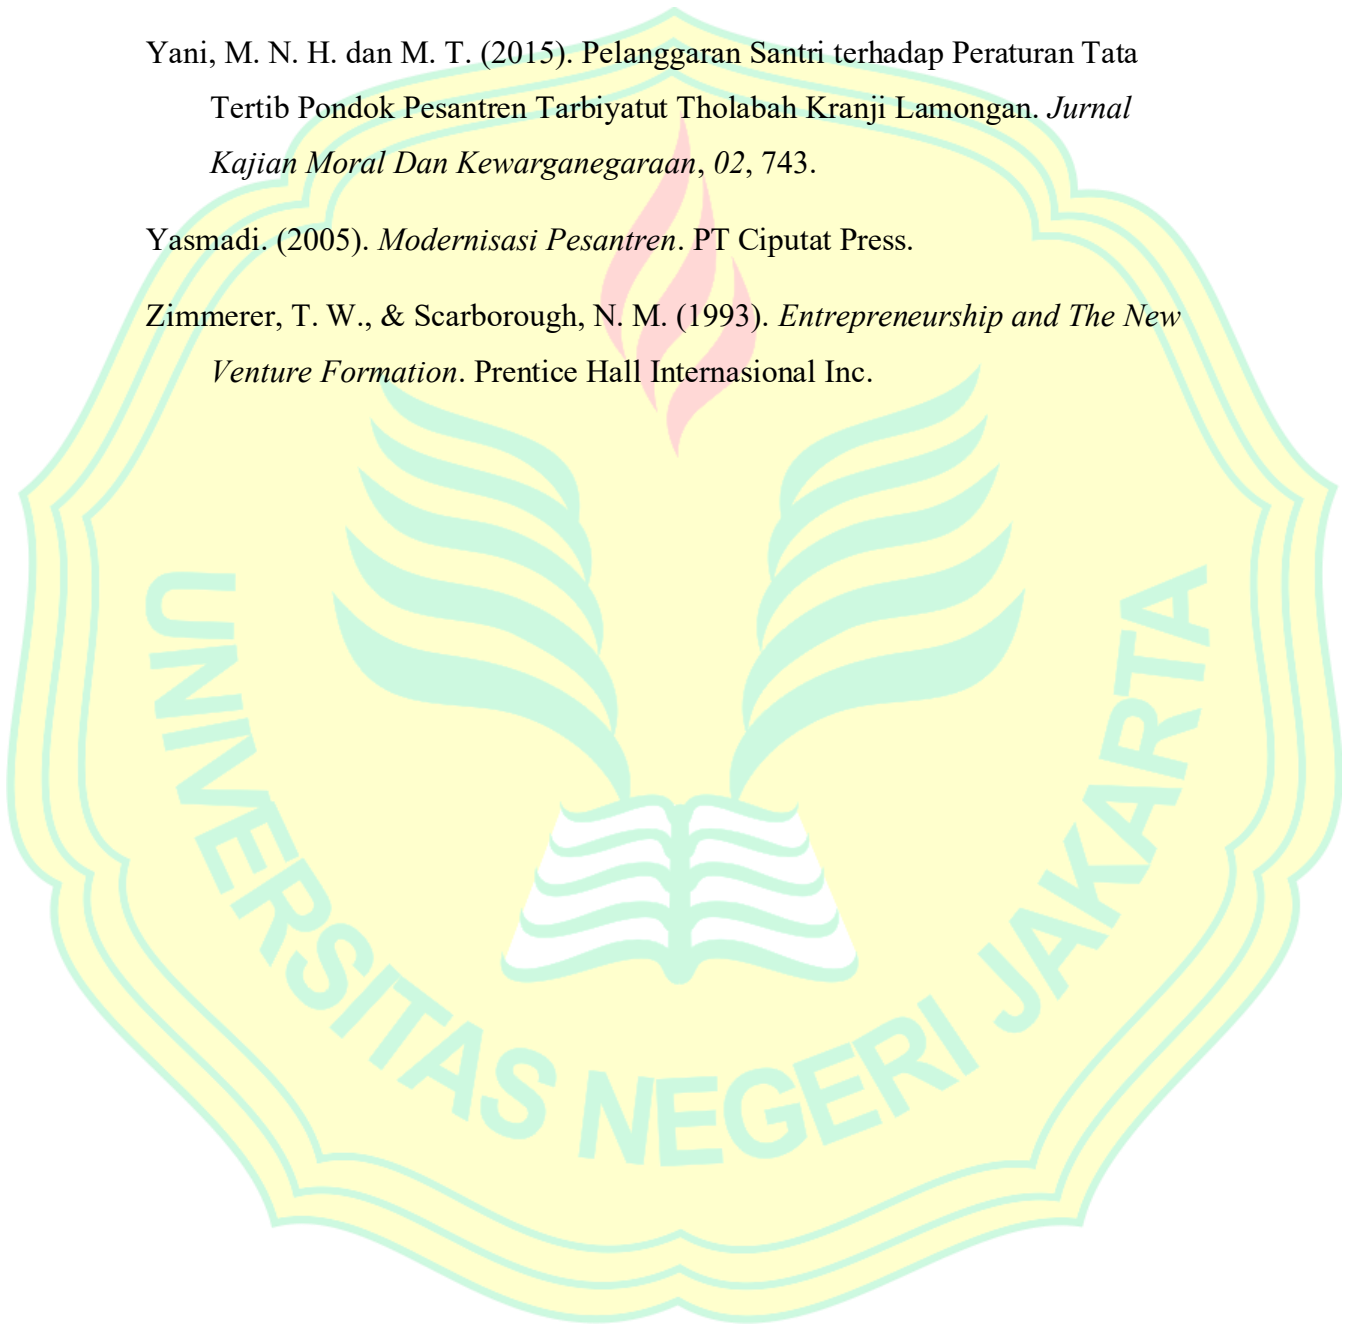 Yani, M. N. H. dan M. T. (2015). Pelanggaran Santri terhadap Peraturan Tata
Tertib Pondok Pesantren Tarbiyatut Tholabah Kranji Lamongan. Jurnal
Kajian Moral Dan Kewarganegaraan, 02, 743.
Yasmadi. (2005). Modernisasi Pesantren. PT Ciputat Press.
Zimmerer, T. W., & Scarborough, N. M. (1993). Entrepreneurship and The New
Venture Formation. Prentice Hall Internasional Inc.
UNIVERSITAS NEGERI JAKARTA